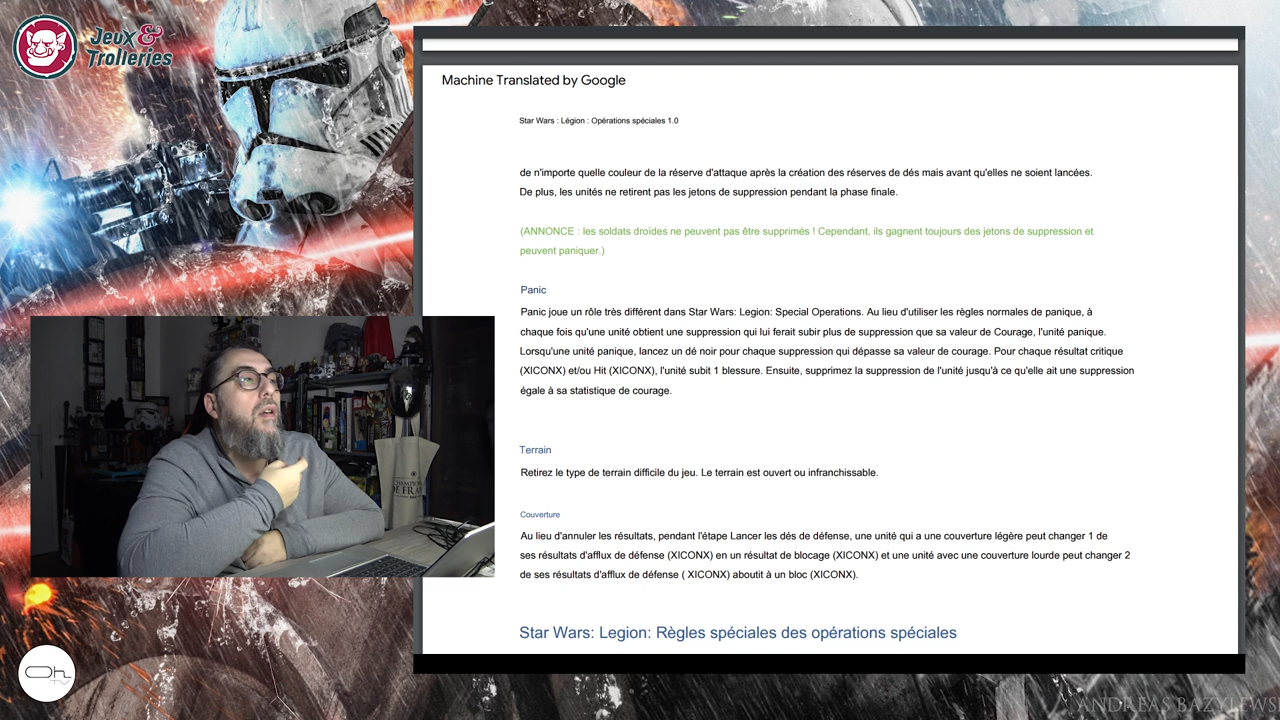 Jeux &
Trolleries
Machine Translated by Google
Star Wars : Légion : Opérations spéciales 1.0
de n'importe quelle couleur de la réserve d'attaque après la création des réserves de dés mais avant qu'elles ne soient lancées.
De plus, les unités ne retirent pas les jetons de suppression pendant la phase finale.
(ANNONCE : les soldats droïdes ne peuvent pas être supprimés ! Cependant, ils gagnent toujours des jetons de suppression et
peuvent paniquer.)
Panic
Panic joue un rôle très différent dans Star Wars: Legion: Special Operations. Au lieu d'utiliser les règles normales de panique, à
chaque fois qu'une unité obtient une suppression qui lui ferait subir plus de suppression que sa valeur de Courage, l'unité panique.
Lorsqu'une unité panique, lancez un dé noir pour chaque suppression qui dépasse sa valeur de courage. Pour chaque résultat critique
(XICONX) et/ou Hit (XICONX), l'unité subit 1 blessure. Ensuite, supprimez la suppression de l'unité jusqu'à ce qu'elle ait une suppression
égale à sa statistique de courage.
Terrain
Retirez le type de terrain difficile du jeu. Le terrain est ouvert ou infranchissable.
Couverture
Au lieu d'annuler les résultats, pendant l'étape Lancer les dés de défense, une unité qui a une couverture légère peut changer 1 de
ses résultats d'afflux de défense (XICONX) en un résultat de blocage (XICONX) et une unité avec une couverture lourde peut changer 2
de ses résultats d'afflux de défense ( XICONX) aboutit à un bloc (XICONX).
Star Wars: Legion: Règles spéciales des opérations spéciales
CHAMPION
DE FRA
Oh
TV
ANDREAS BAZYLEWS